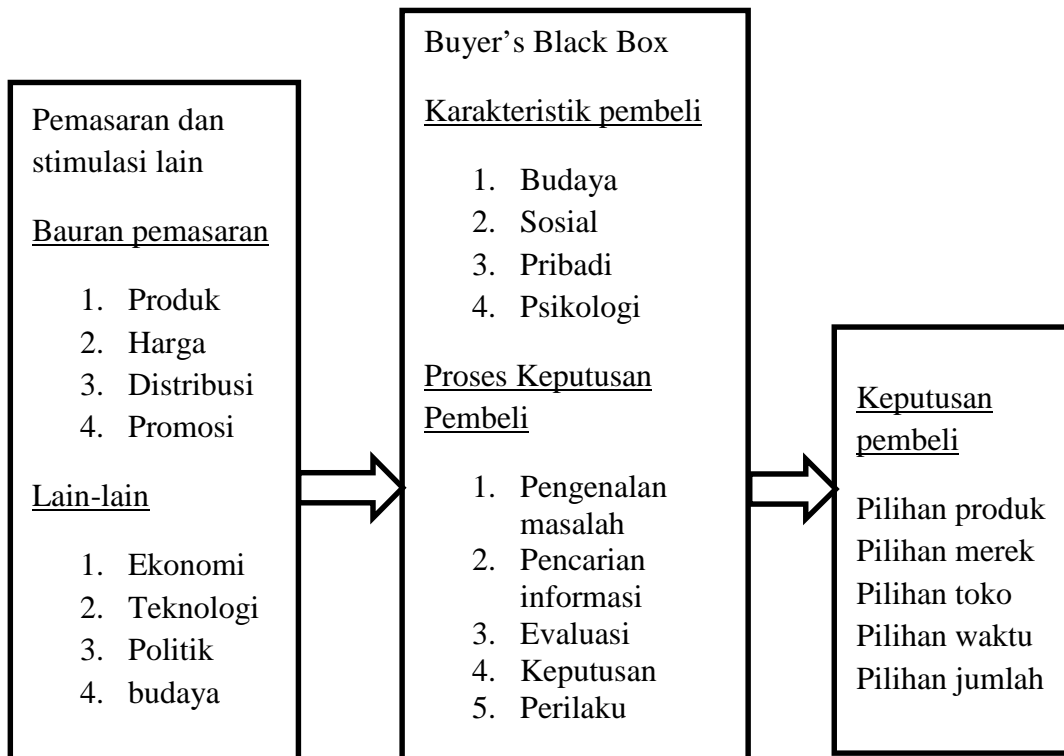 Pemasaran dan
stimulasi lain
Bauran pemasaran
1. Produk
2. Harga
3. Distribusi
4. Promosi
Lain-lain
1. Ekonomi
2. Teknologi
3. Politik
4. budaya
Buyer’s Black Box
Karakteristik pembeli
1. Budaya
2. Sosial
3. Pribadi
4. Psikologi
Proses Keputusan
Pembeli
1. Pengenalan
masalah
2. Pencarian
informasi
3. Evaluasi
4. Keputusan
5. Perilaku
Keputusan
pembeli
Pilihan produk
Pilihan merek
Pilihan toko
Pilihan waktu
Pilihan jumlah